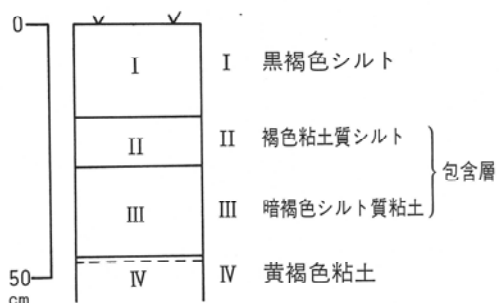 0
I I 黒褐色シルト
II II 褐色粘土質シルト
包含層
III III 暗褐色シルト質粘土
50
cm
IV IV 黄褐色粘土